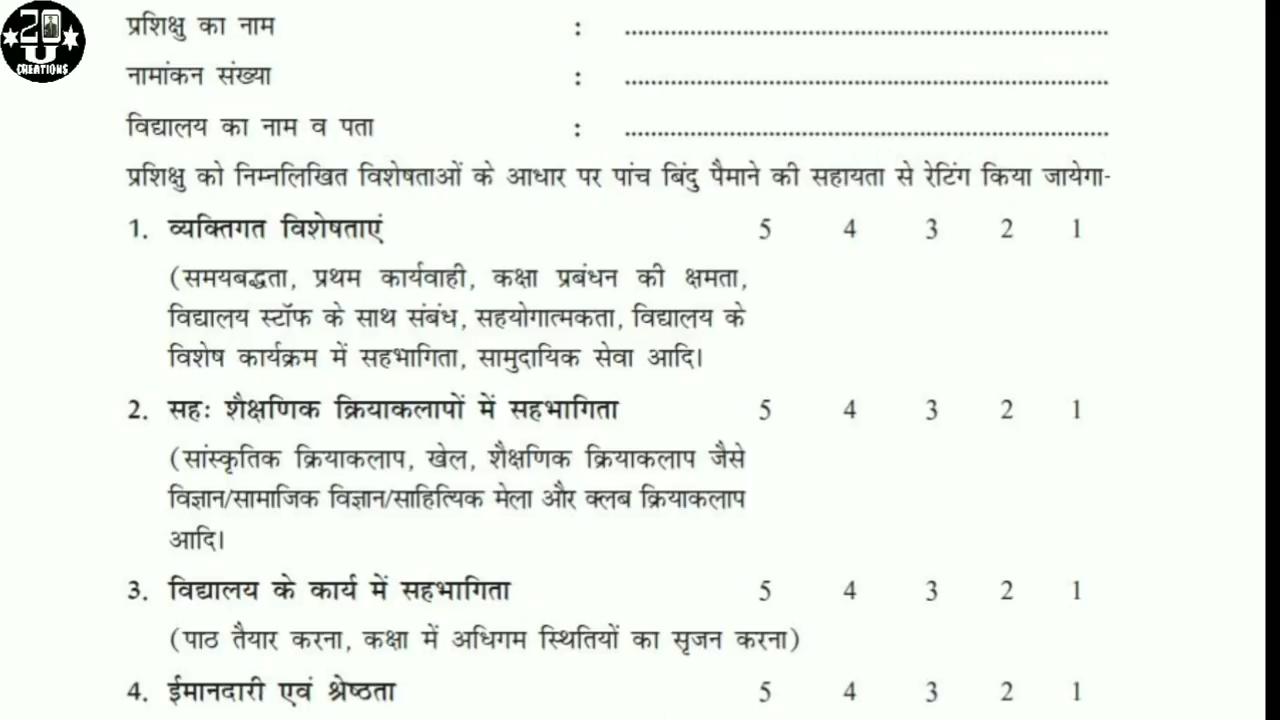 20
U
CREATIONS
प्रशिक्षु का नाम : ..........................................................................
नामांकन संख्या : ..........................................................................
विद्यालय का नाम व पता : ..........................................................................
प्रशिक्षु को निम्नलिखित विशेषताओं के आधार पर पांच बिंदु पैमाने की सहायता से रेटिंग किया जायेगा-
1. व्यक्तिगत विशेषताएं 5 4 3 2 1
(समयबद्धता, प्रथम कार्यवाही, कक्षा प्रबंधन की क्षमता,
विद्यालय स्टॉफ के साथ संबंध, सहयोगात्मकता, विद्यालय के
विशेष कार्यक्रम में सहभागिता, सामुदायिक सेवा आदि।
2. सहः शैक्षणिक क्रियाकलापों में सहभागिता 5 4 3 2 1
(सांस्कृतिक क्रियाकलाप, खेल, शैक्षणिक क्रियाकलाप जैसे
विज्ञान/सामाजिक विज्ञान/साहित्यिक मेला और क्लब क्रियाकलाप
आदि।
3. विद्यालय के कार्य में सहभागिता 5 4 3 2 1
(पाठ तैयार करना, कक्षा में अधिगम स्थितियों का सृजन करना)
4. ईमानदारी एवं श्रेष्ठता 5 4 3 2 1